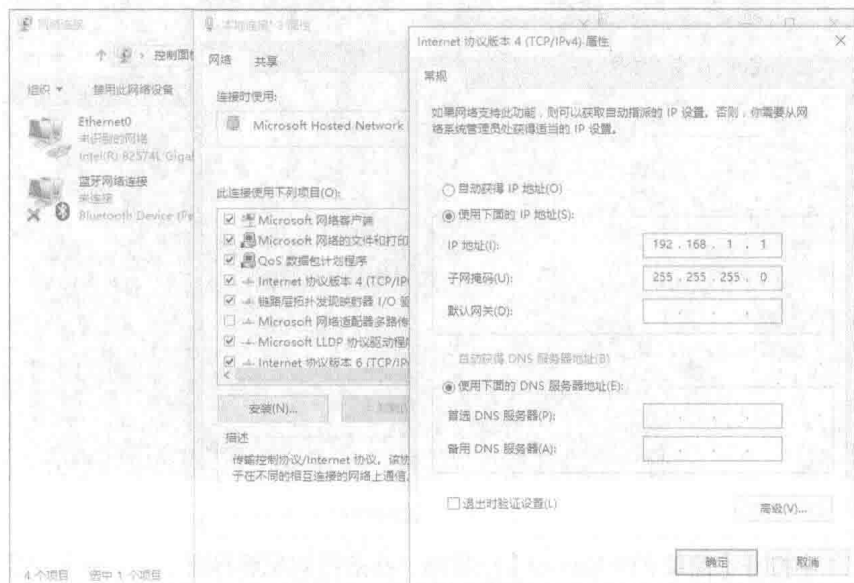 网络连接
控制面板
组织
禁用此网络设备
Ethernet0
未识别的网络
Intel(R) 82574L Gigab
蓝牙网络连接
未连接
Bluetooth Device (Pe
4 个项目 选中 1 个项目
本地连接* 3 属性
网络 共享
连接时使用:
Microsoft Hosted Network
此连接使用下列项目(O):
Microsoft 网络客户端
Microsoft 网络的文件和打印
QoS 数据包计划程序
Internet 协议版本 4 (TCP/IP
链路层拓扑发现映射器 I/O 驱
Microsoft 网络适配器多路传
Microsoft LLDP 协议驱动程
Internet 协议版本 6 (TCP/IP
安装(N)...
描述
传输控制协议/Internet 协议。该协
于在不同的相互连接的网络上通信
Internet 协议版本 4 (TCP/IPv4) 属性
常规
如果网络支持此功能，则可以获取自动指派的 IP 设置。否则，你需要从网
络系统管理员处获得适当的 IP 设置。
自动获得 IP 地址(O)
使用下面的 IP 地址(S):
IP 地址(I): 192 . 168 . 1 . 1
子网掩码(U): 255 . 255 . 255 . 0
默认网关(D):
自动获得 DNS 服务器地址(B)
使用下面的 DNS 服务器地址(E):
首选 DNS 服务器(P):
备用 DNS 服务器(A):
退出时验证设置(L)
高级(V)...
确定 取消